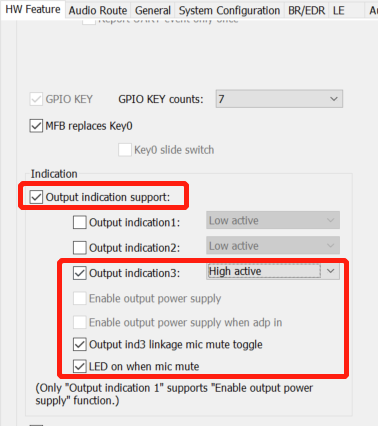 HW Feature Audio Route General System Configuration BR/EDR LE
Report UART event only once
GPIO KEY GPIO KEY counts: 7
MFB replaces Key0
Key0 slide switch
Indication
Output indication support:
Output indication1: Low active
Output indication2: Low active
Output indication3: High active
Enable output power supply
Enable output power supply when adp in
Output ind3 linkage mic mute toggle
LED on when mic mute
(Only "Output indication 1" supports "Enable output power
supply" function.)